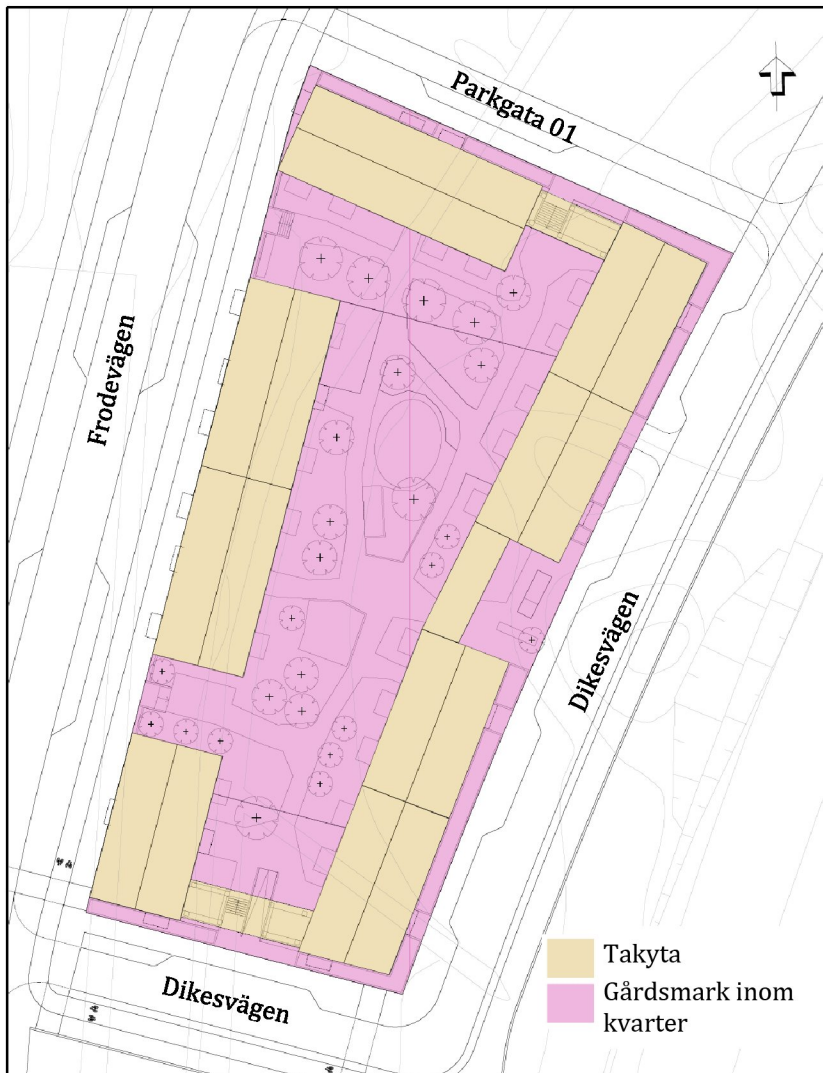 Parkgata 01
Frodevägen
Dikesvägen
Dikesvägen
Takyta
Gårdsmark inom
kvarter